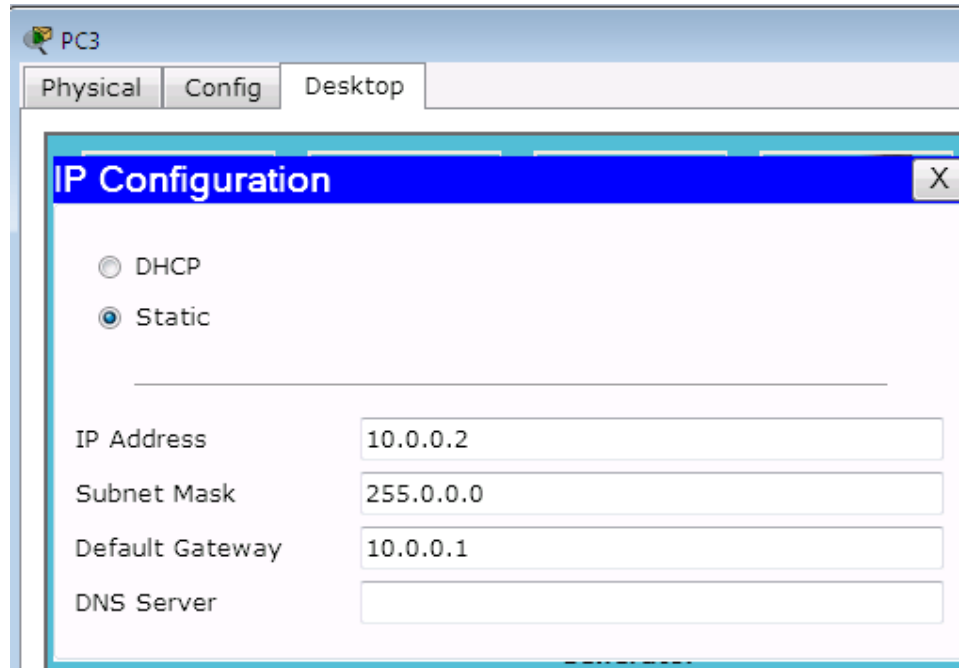 PC3
Physical Config Desktop
IP Configuration X
DHCP
Static
IP Address 10.0.0.2
Subnet Mask 255.0.0.0
Default Gateway 10.0.0.1
DNS Server